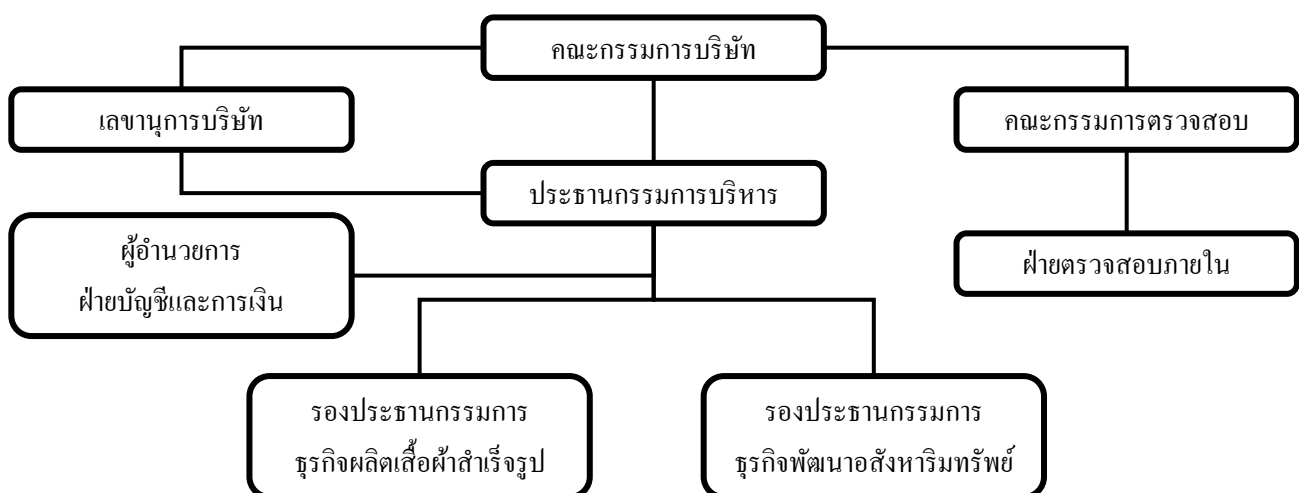 คณะกรรมการบริษัท
เลขานุการบริษัท
คณะกรรมการตรวจสอบ
ประธานกรรมการบริหาร
ผู้อำนวยการ
ฝ่ายบัญชีและการเงิน
ฝ่ายตรวจสอบภายใน
รองประธานกรรมการ
ธุรกิจผลิตเสื้อผ้าสำเร็จรูป
รองประธานกรรมการ
ธุรกิจพัฒนาอสังหาริมทรัพย์